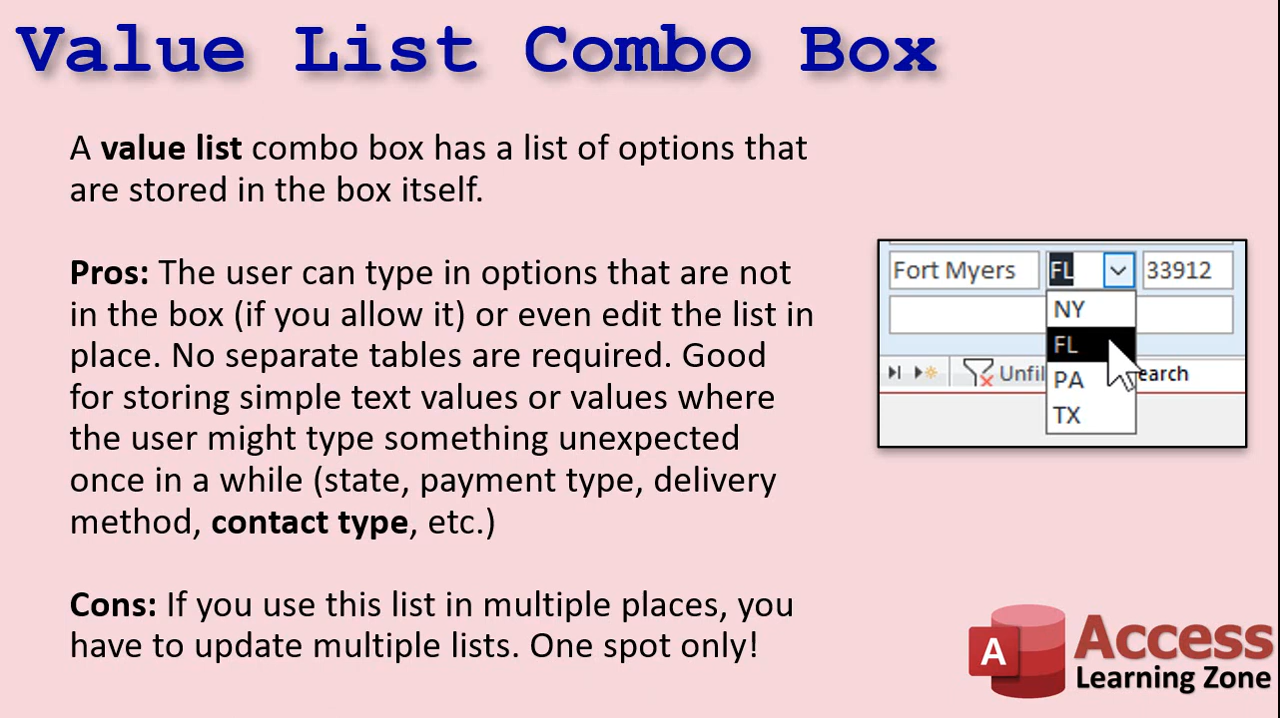 Value List Combo Box
A value list combo box has a list of options that
are stored in the box itself.
Pros: The user can type in options that are not
in the box (if you allow it) or even edit the list in
place. No separate tables are required. Good
for storing simple text values or values where
the user might type something unexpected
once in a while (state, payment type, delivery
method, contact type, etc.)
Cons: If you use this list in multiple places, you
have to update multiple lists. One spot only!
Fort Myers FL 33912
NY
FL
Unfil earch
PA
TX
A Access
Learning Zone